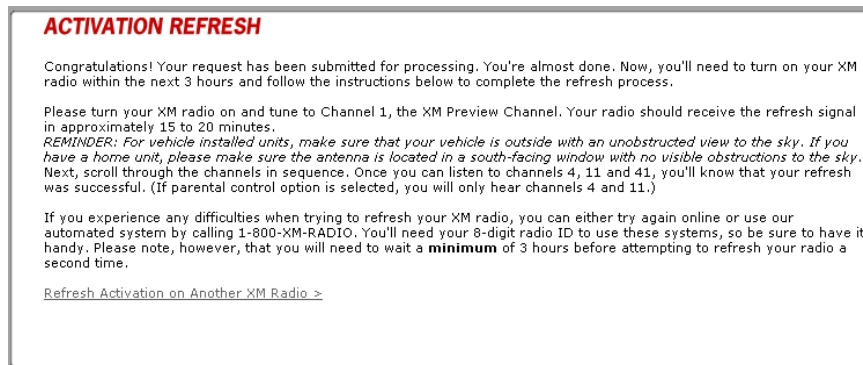 ACTIVATION REFRESH
Congratulations! Your request has been submitted for processing. You're almost done. Now, you'll need to turn on your XM
radio within the next 3 hours and follow the instructions below to complete the refresh process.
Please turn your XM radio on and tune to Channel 1, the XM Preview Channel. Your radio should receive the refresh signal
in approximately 15 to 20 minutes.
REMINDER: For vehicle installed units, make sure that your vehicle is outside with an unobstructed view to the sky. If you
have a home unit, please make sure the antenna is located in a south-facing window with no visible obstructions to the sky.
Next, scroll through the channels in sequence. Once you can listen to channels 4, 11 and 41, you'll know that your refresh
was successful. (If parental control option is selected, you will only hear channels 4 and 11.)
If you experience any difficulties when trying to refresh your XM radio, you can either try again online or use our
automated system by calling 1-800-XM-RADIO. You'll need your 8-digit radio ID to use these systems, so be sure to have it
handy. Please note, however, that you will need to wait a minimum of 3 hours before attempting to refresh your radio a
second time.
Refresh Activation on Another XM Radio >